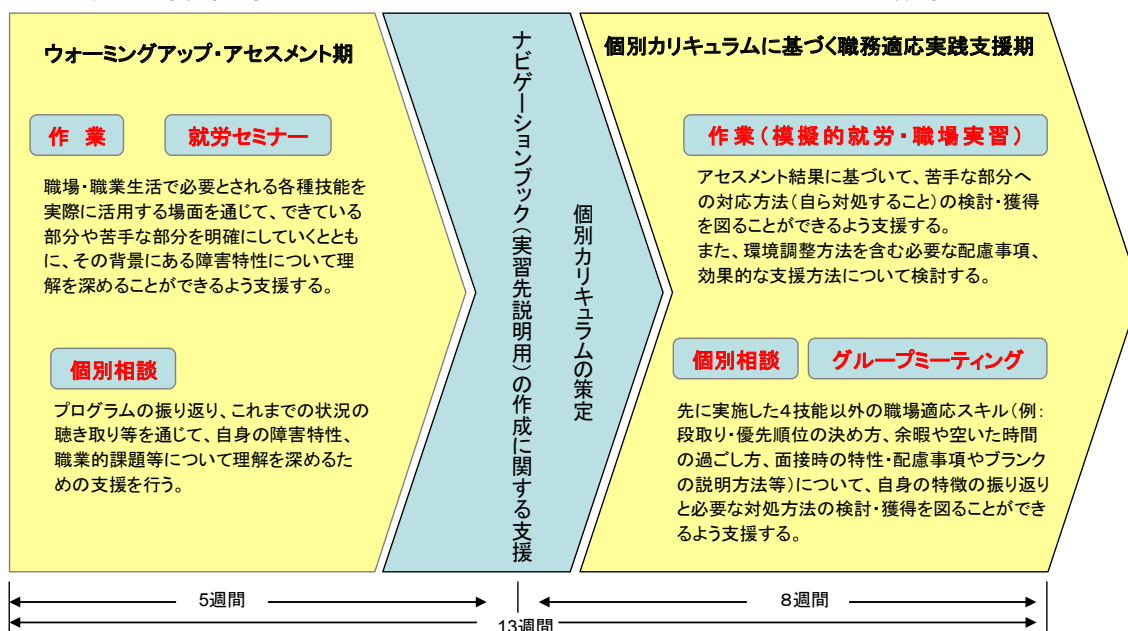 ウォーミングアップ・アセスメント期
作 業
就労セミナー
職場・職業生活で必要とされる各種技能を
実際に活用する場面を通じて、できている
部分や苦手な部分を明確にしていくととも
に、その背景にある障害特性について理
解を深めることができるよう支援する。
個別相談
プログラムの振り返り、これまでの状況の
聴き取り等を通じて、自身の障害特性、
職業的課題等について理解を深めるた
めの支援を行う。
ナビゲーションブック(実習先説明用)の作成に関する支援
個別カリキュラムの策定
個別カリキュラムに基づく職務適応実践支援期
作業(模擬的就労・職場実習)
アセスメント結果に基づいて、苦手な部分へ
の対応方法(自ら対処すること)の検討・獲得
を図ることができるよう支援する。
また、環境調整方法を含む必要な配慮事項、
効果的な支援方法について検討する。
個別相談
グループミーティング
先に実施した4技能以外の職場適応スキル(例:
段取り・優先順位の決め方、余暇や空いた時間
の過ごし方、面接時の特性・配慮事項やブランク
の説明方法等)について、自身の特徴の振り返り
と必要な対処方法の検討・獲得を図ることができ
るよう支援する。
5週間
8週間
13週間